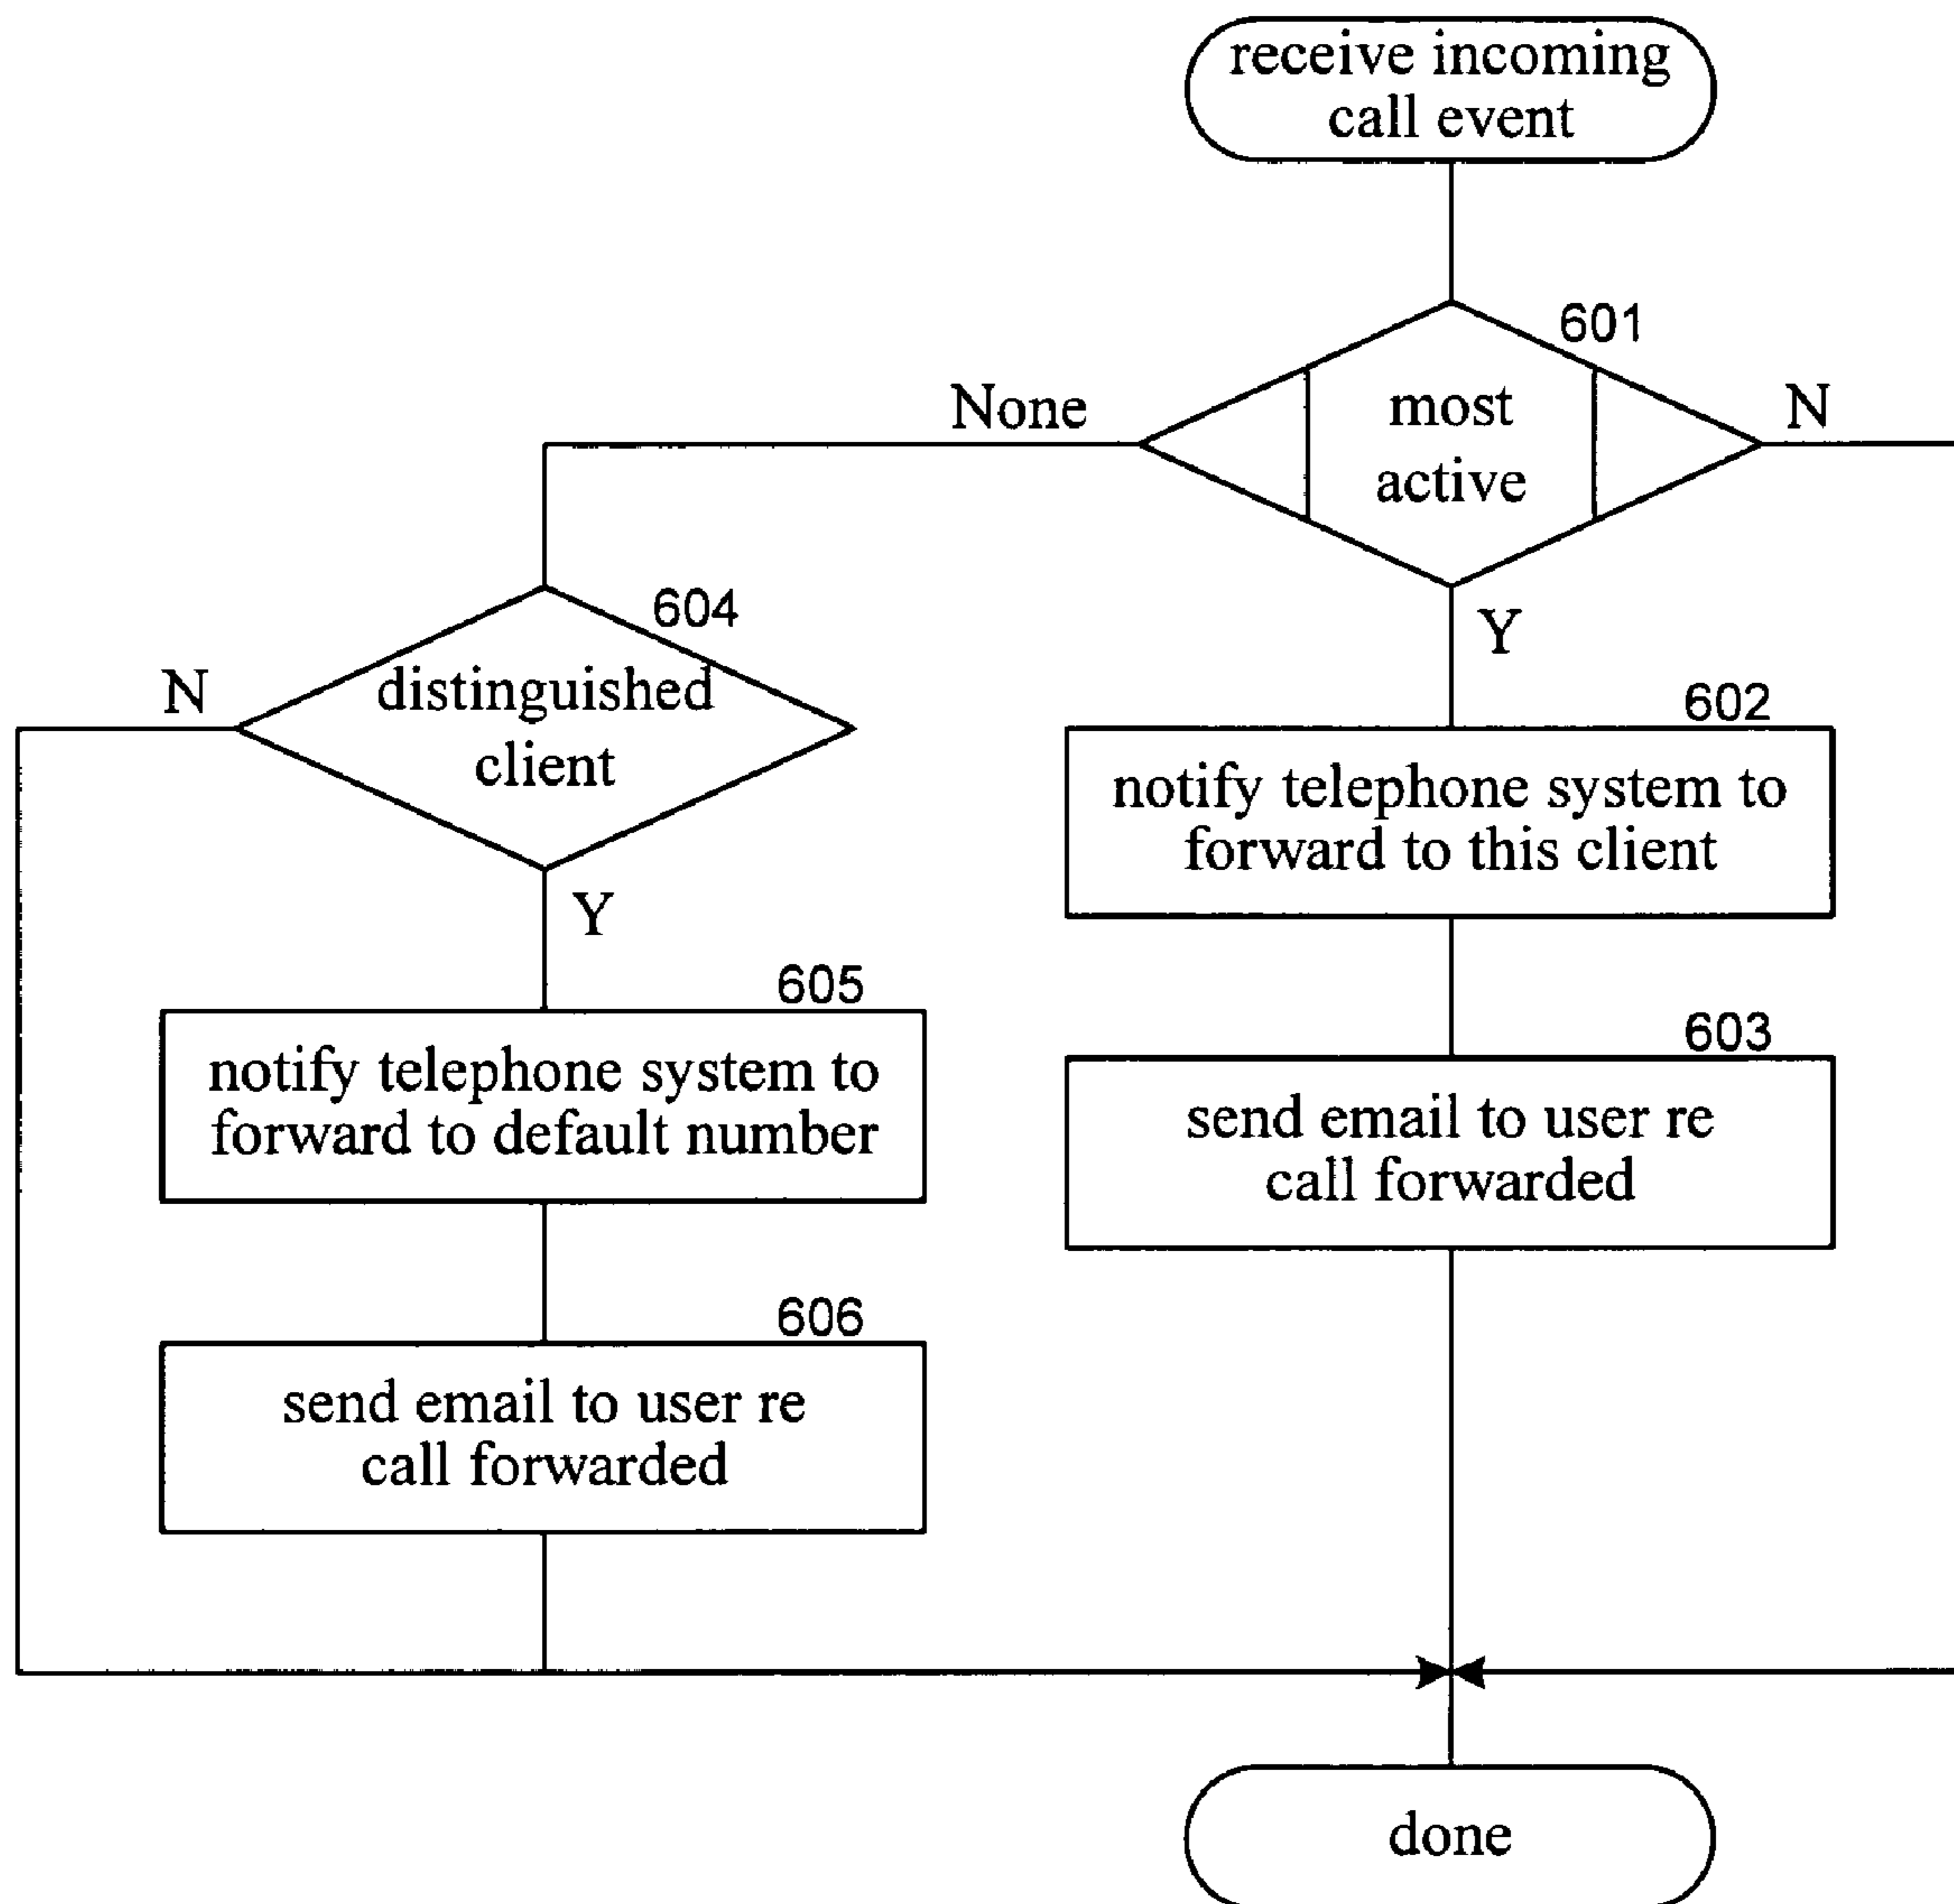 receive incoming
call event
601
most
active
None
N
Y
604
distinguished
client
N
Y
602
notify telephone system to
forward to this client
603
send email to user re
call forwarded
605
notify telephone system to
forward to default number
606
send email to user re
call forwarded
done